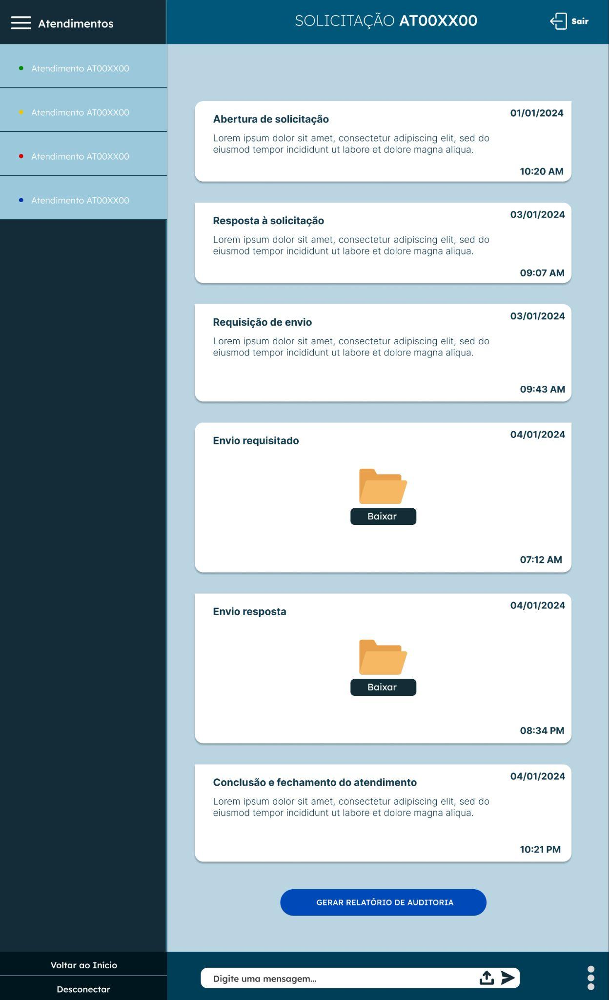 Atendimentos
SOLICITAÇÃO AT00XX00
Sair
Atendimento AT00XX00
Atendimento AT00XX00
Atendimento AT00XX00
Atendimento AT00XX00
Abertura de solicitação
01/01/2024
Lorem ipsum dolor sit amet, consectetur adipiscing elit, sed do
eiusmod tempor incididunt ut labore et dolore magna aliqua.
10:20 AM
Resposta à solicitação
03/01/2024
Lorem ipsum dolor sit amet, consectetur adipiscing elit, sed do
eiusmod tempor incididunt ut labore et dolore magna aliqua.
09:07 AM
Requisição de envio
03/01/2024
Lorem ipsum dolor sit amet, consectetur adipiscing elit, sed do
eiusmod tempor incididunt ut labore et dolore magna aliqua.
09:43 AM
Envio requisitado
04/01/2024
Baixar
07:12 AM
Envio resposta
04/01/2024
Baixar
08:34 PM
Conclusão e fechamento do atendimento
04/01/2024
Lorem ipsum dolor sit amet, consectetur adipiscing elit, sed do
eiusmod tempor incididunt ut labore et dolore magna aliqua.
10:21 PM
GERAR RELATÓRIO DE AUDITORIA
Voltar ao Início
Desconectar
Digite uma mensagem...